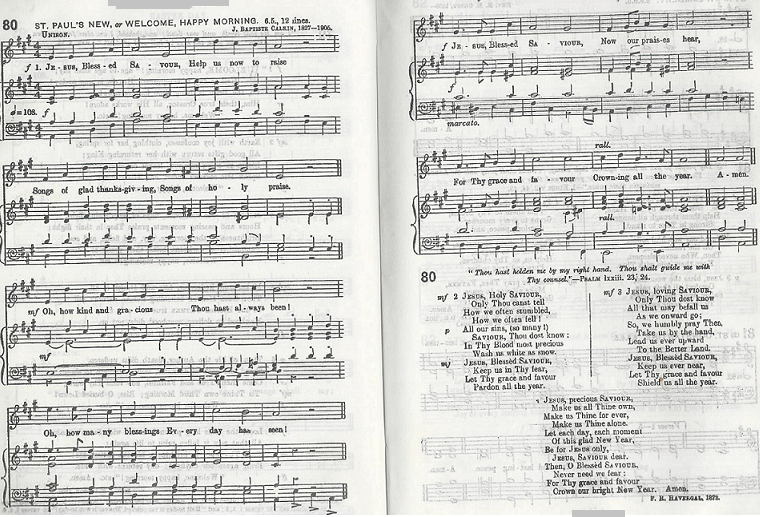 80 ST. PAUL'S NEW, or WELCOME, HAPPY MORNING. 6.5., 12 lines.
UNISON. J. BAPTISTE CALKIN, 1827—1905.
f 1. Je - sus, Bless - ed SA - VIOUR, Help us now to raise
=108. f
Songs of glad thanks-giv - ing, Songs of ho - ly praise.
mf Oh, how kind and gra - cious Thou hast al - ways been!
mf
Oh, how ma - ny bless-ings Ev - ery day has seen!
f JE - SUS, Bless-ed SA - VIOUR, Now our prais-es hear,
f
marcato.
rall.
For Thy grace and fa - vour Crown-ing all the year. A - men.
rall.
80
"Thou hast holden me by my right hand. Thou shalt guide me with
Thy counsel."—PSALM lxxiii. 23, 24.
mf 2 JESUS, Holy SAVIOUR,
Only Thou canst tell
How we often stumbled,
How we often fell!
p All our sins, (so many!)
SAVIOUR, Thou dost know:
In Thy Blood most precious
Wash us white as snow.
mf JESUS, Blessèd SAVIOUR,
Keep us in Thy fear,
Let Thy grace and favour
Pardon all the year.
mf 3 JESUS, loving SAVIOUR,
Only Thou dost know
All that may befall us
As we onward go;
So, we humbly pray Thee,
Take us by the hand,
Lead us ever upward
To the Better Land.
JESUS, Blessèd SAVIOUR,
Keep us ever near,
Let Thy grace and favour
Shield us all the year.
4 JESUS, precious SAVIOUR,
Make us all Thine own,
Make us Thine for ever,
Make us Thine alone.
Let each day, each moment
Of this glad New Year,
Be for JESUS only,
JESUS, SAVIOUR dear.
Then, O Blessèd SAVIOUR,
Never need we fear:
For Thy grace and favour
Crown our bright New Year. Amen.
F. R. HAVERGAL, 1873.